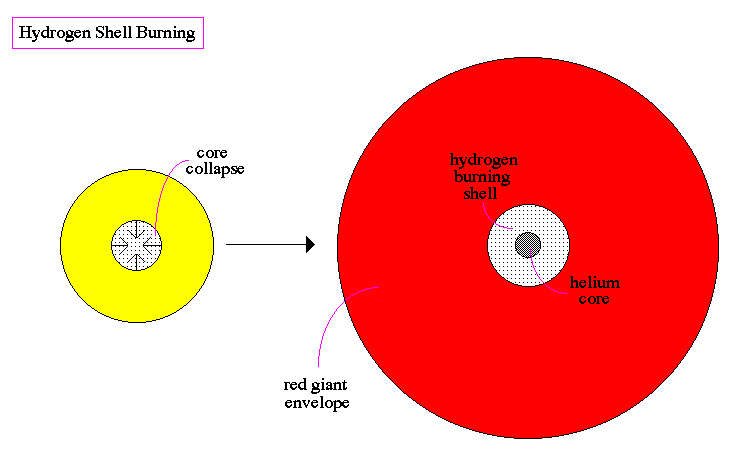 Hydrogen Shell Burning
core
collapse
hydrogen
burning
shell
helium
core
red giant
envelope